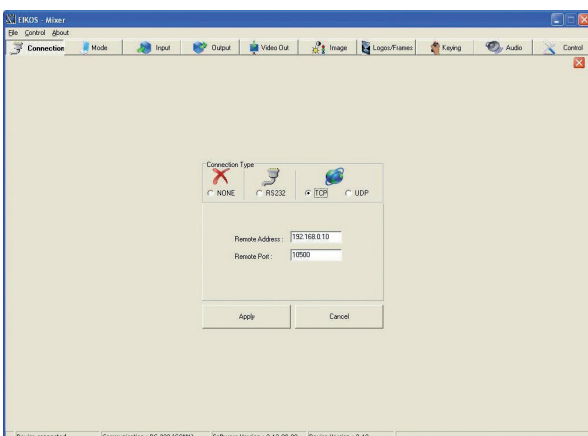 EIKOS - Mixer
File Control About
Connection Mode Input Output Video Out Image Logos/Frames Keying Audio Control
Connection Type
NONE RS232 TCP UDP
Remote Address : 192.168.0.10
Remote Port : 10500
Apply Cancel